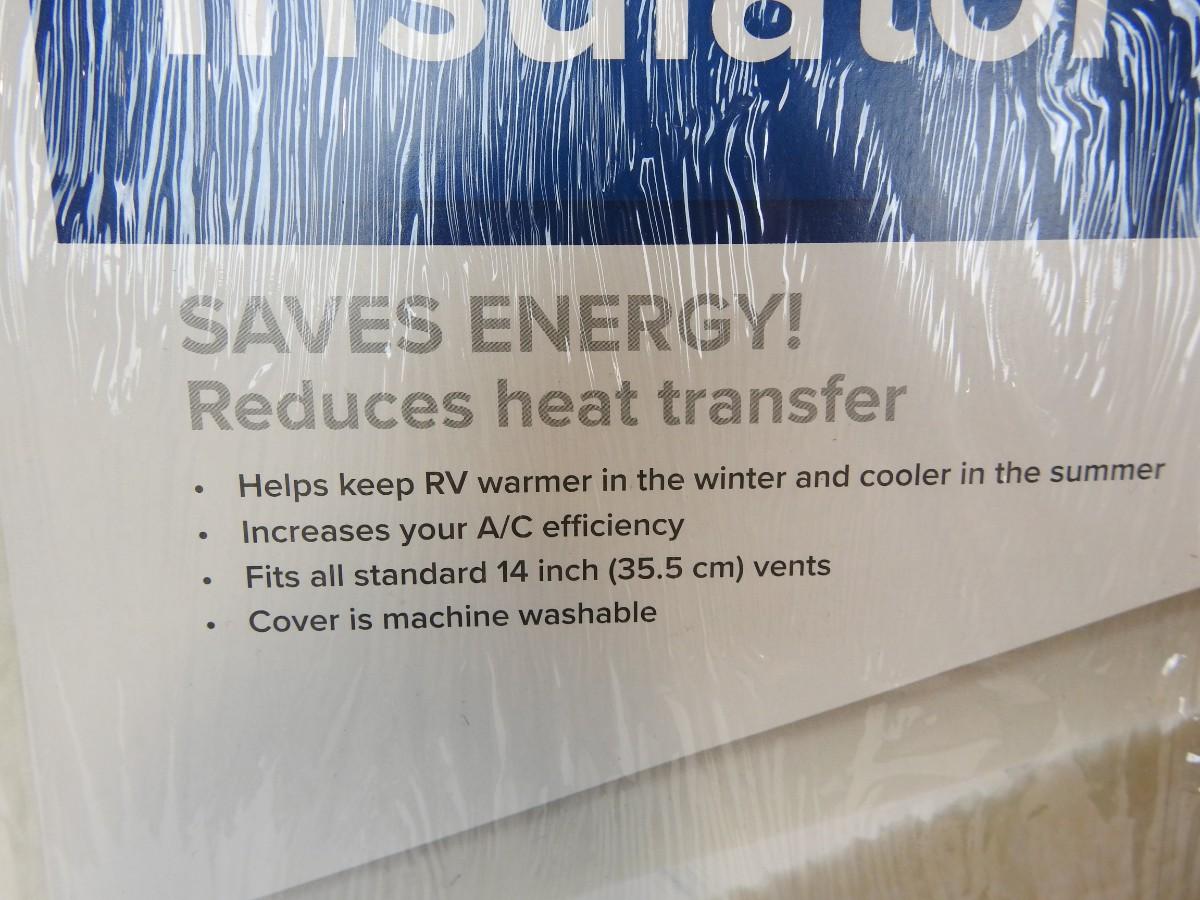 Insulator
SAVES ENERGY!
Reduces heat transfer
• Helps keep RV warmer in the winter and cooler in the summer
• Increases your A/C efficiency
• Fits all standard 14 inch (35.5 cm) vents
• Cover is machine washable